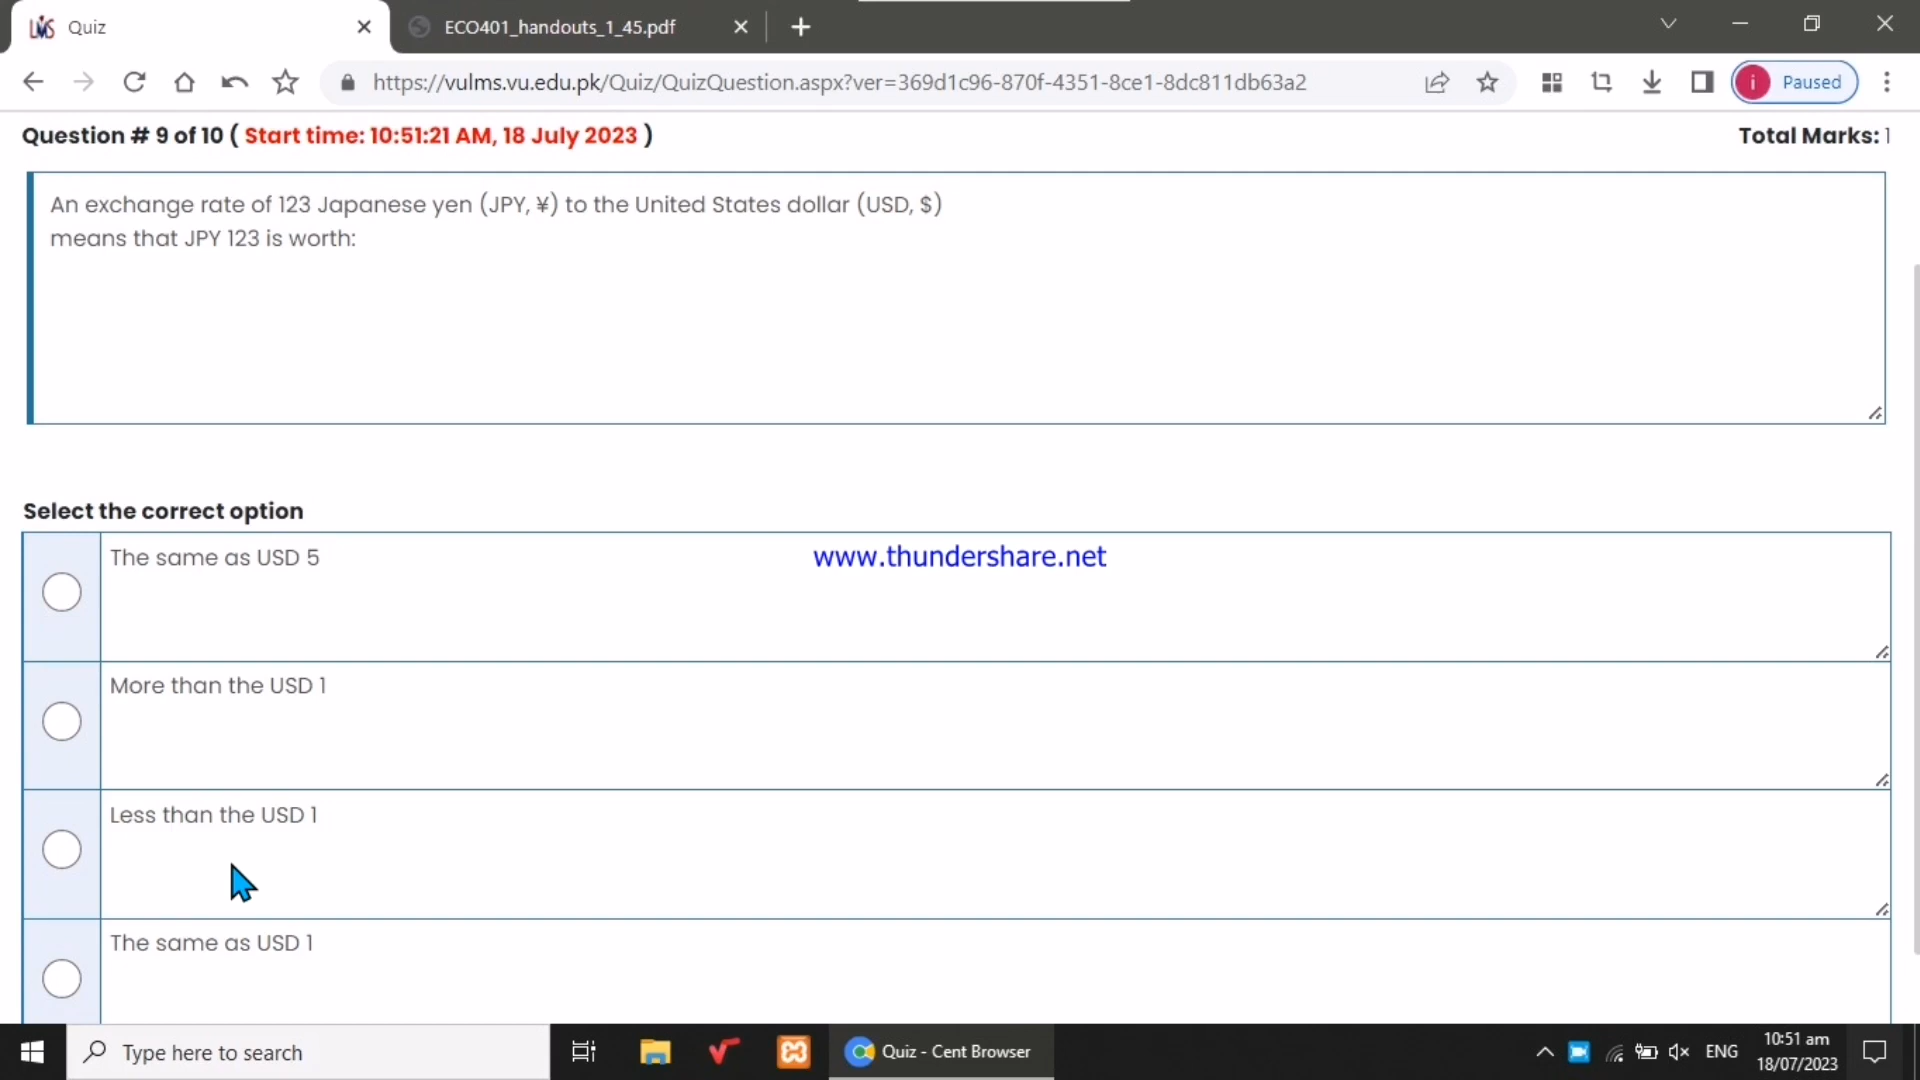 Quiz
ECO401_handouts_1_45.pdf
https://vulms.vu.edu.pk/Quiz/QuizQuestion.aspx?ver=369d1c96-870f-4351-8ce1-8dc811db63a2
i Paused
Question # 9 of 10 ( Start time: 10:51:21 AM, 18 July 2023 )
Total Marks: 1
An exchange rate of 123 Japanese yen (JPY, ¥) to the United States dollar (USD, $)
means that JPY 123 is worth:
Select the correct option
The same as USD 5
www.thundershare.net
More than the USD 1
Less than the USD 1
The same as USD 1
Type here to search
Quiz - Cent Browser
ENG
10:51 am
18/07/2023